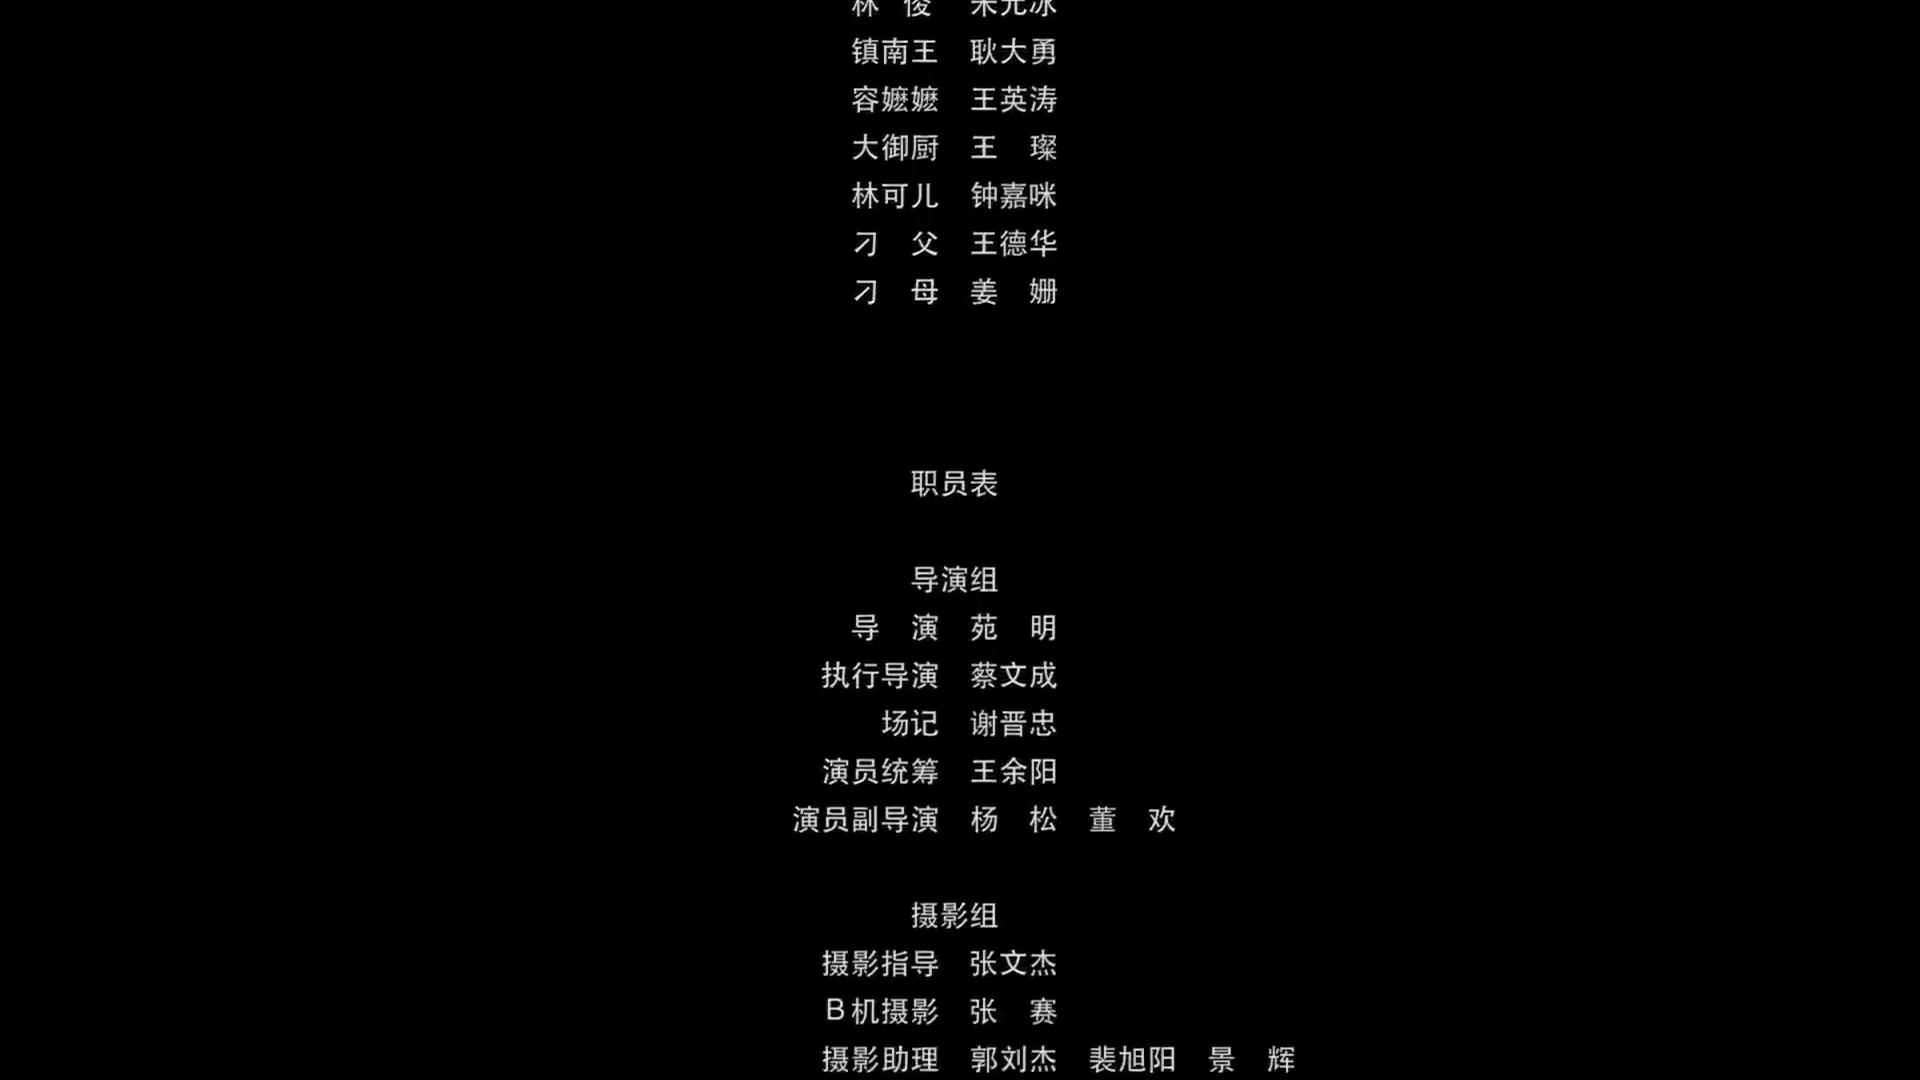 林 俊 朱元冰
镇南王 耿大勇
容嬷嬷 王英涛
大御厨 王 璨
林可儿 钟嘉咪
刁 父 王德华
刁 母 姜 姗
职员表
导演组
导 演 苑 明
执行导演 蔡文成
场记 谢晋忠
演员统筹 王余阳
演员副导演 杨 松 董 欢
摄影组
摄影指导 张文杰
B机摄影 张 赛
摄影助理 郭刘杰 裴旭阳 景 辉